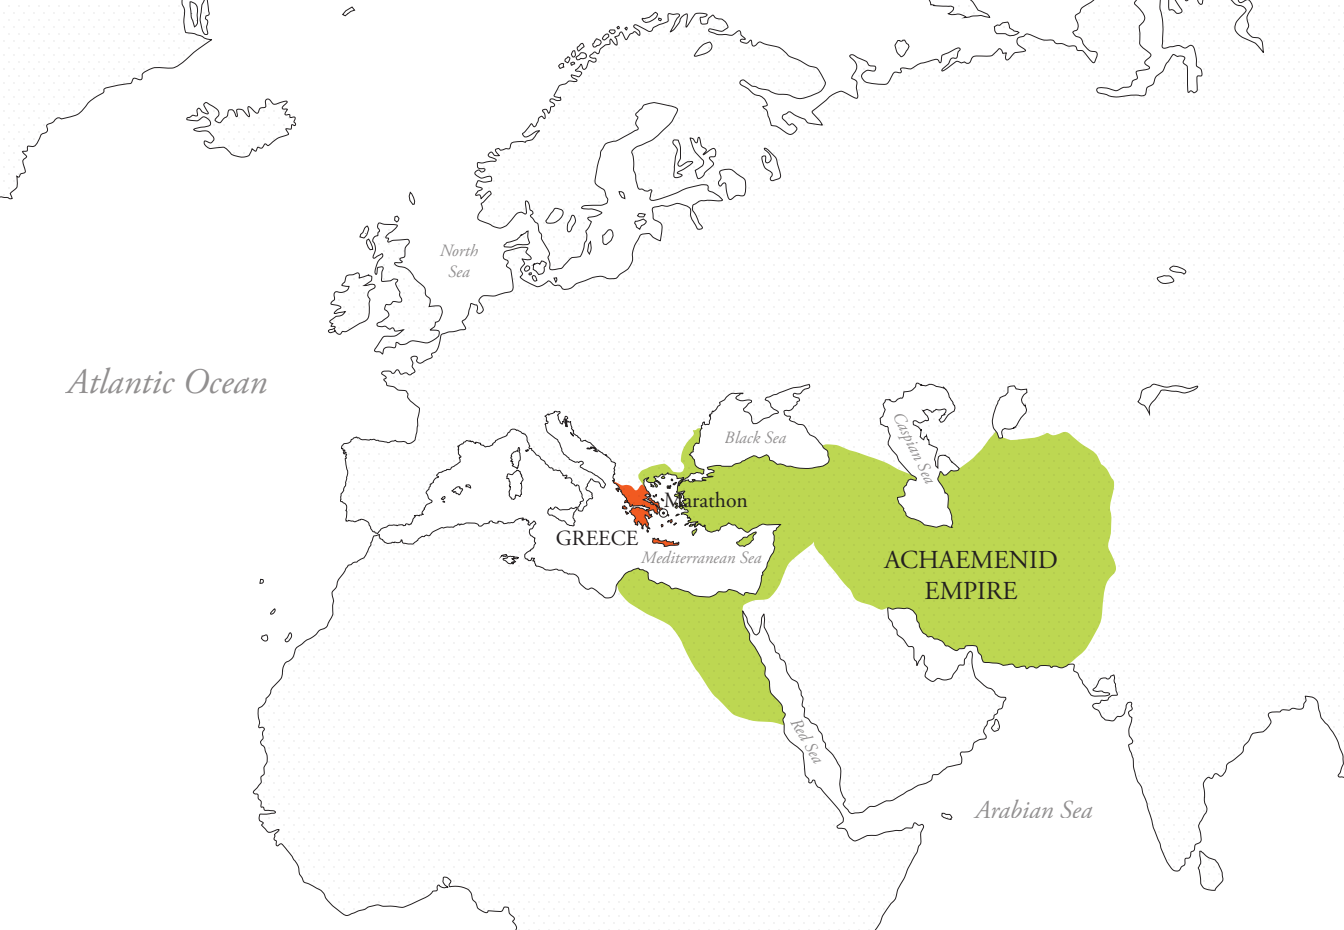 North
Sea
Atlantic Ocean
Black Sea
Caspian Sea
Marathon
GREECE
Mediterranean Sea
ACHAEMENID
EMPIRE
Red Sea
Arabian Sea